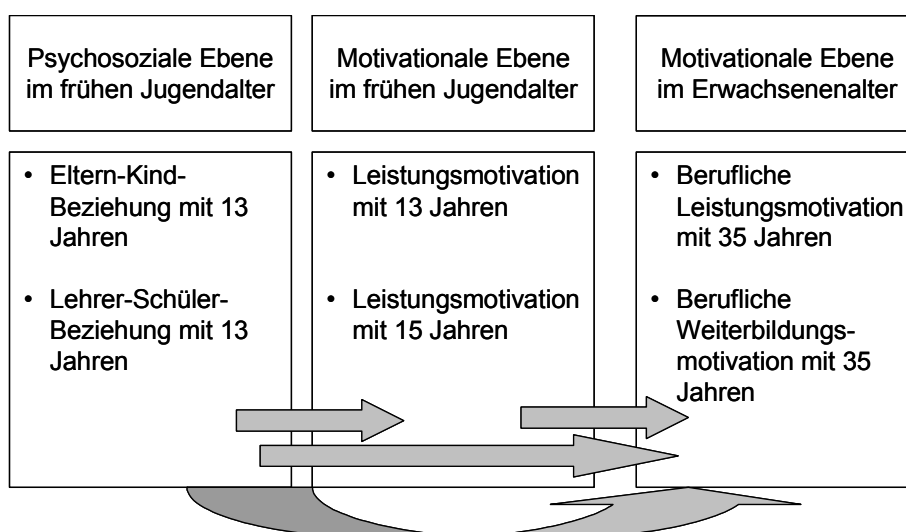 Psychosoziale Ebene
im frühen Jugendalter
Motivationale Ebene
im frühen Jugendalter
Motivationale Ebene
im Erwachsenenalter
• Eltern-Kind-
Beziehung mit 13
Jahren
• Lehrer-Schüler-
Beziehung mit 13
Jahren
• Leistungsmotivation
mit 13 Jahren
• Leistungsmotivation
mit 15 Jahren
• Berufliche
Leistungsmotivation
mit 35 Jahren
• Berufliche
Weiterbildungs-
motivation mit 35
Jahren